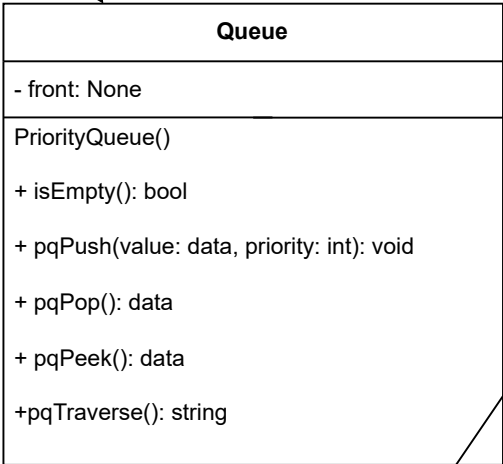 Queue
- front: None
PriorityQueue()
+ isEmpty(): bool
+ pqPush(value: data, priority: int): void
+ pqPop(): data
+ pqPeek(): data
+pqTraverse(): string